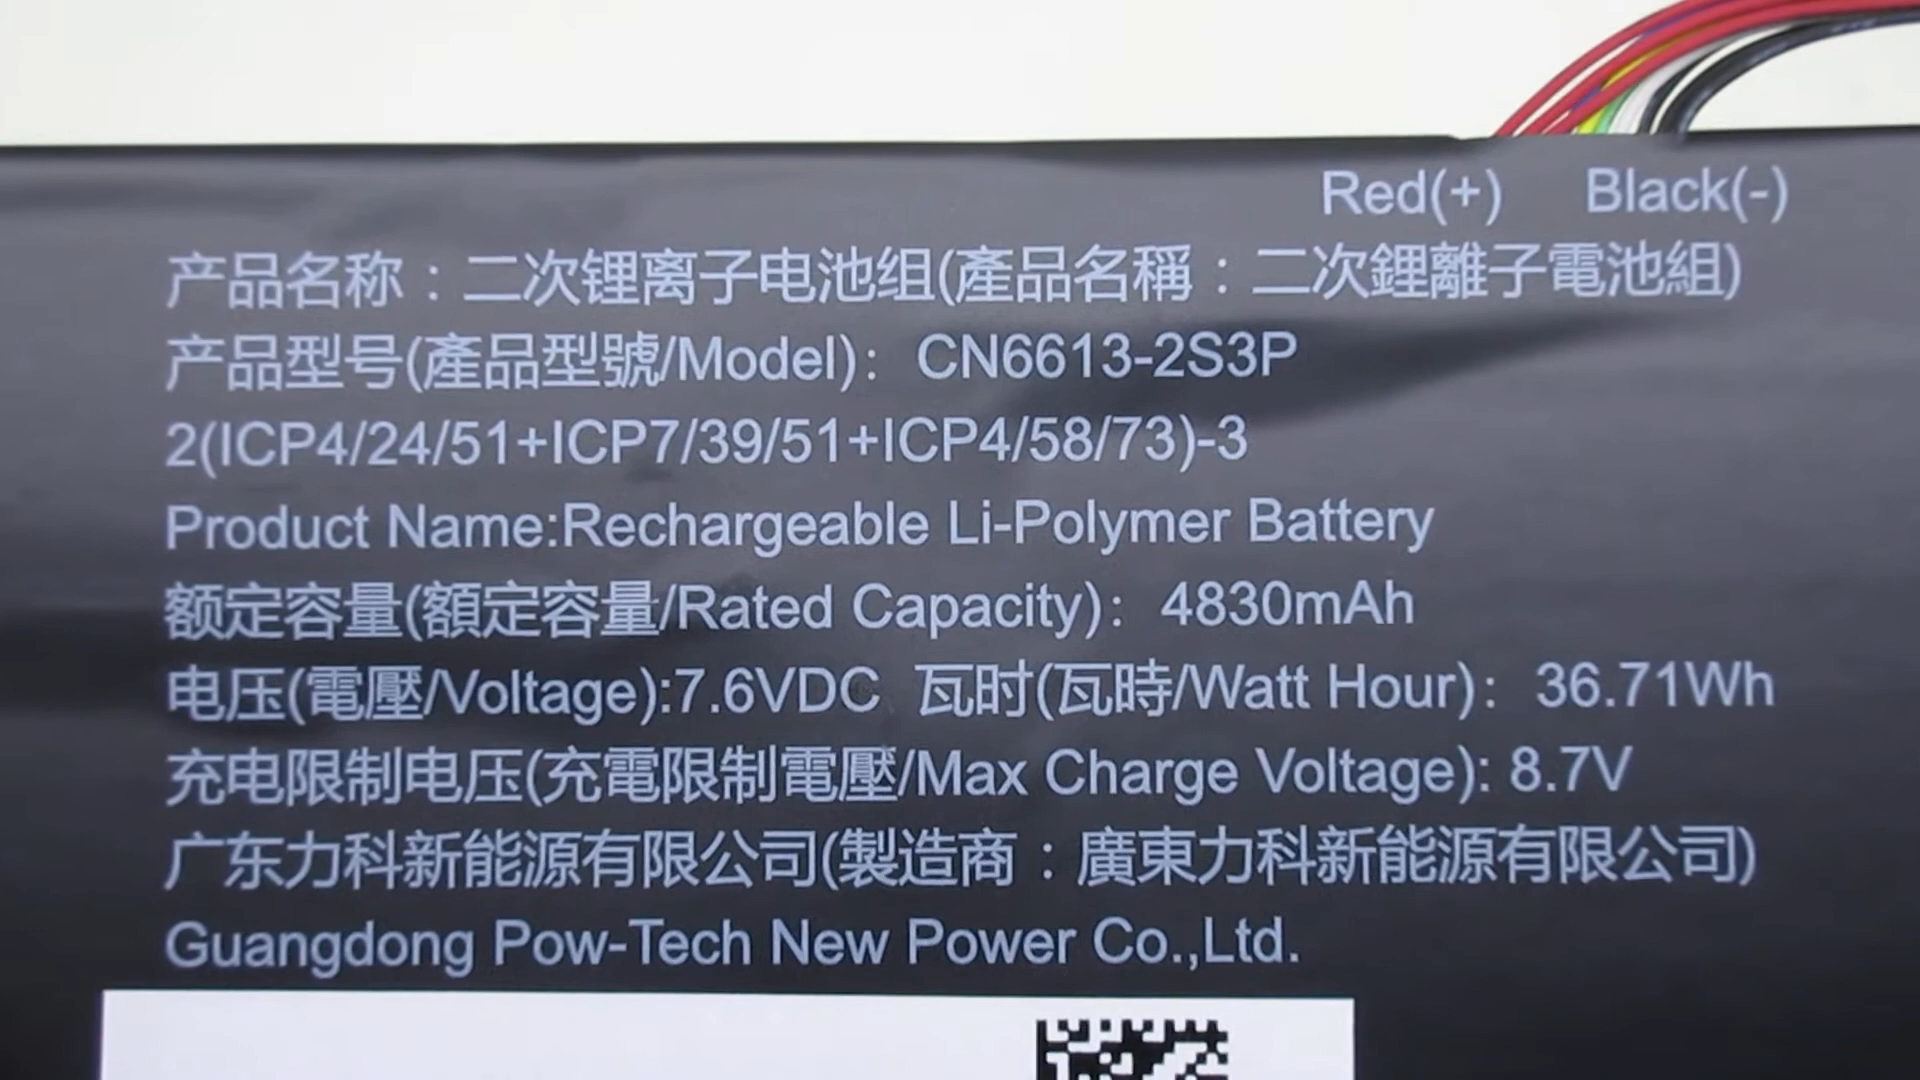 Red(+) Black(-)
产品名称：二次锂离子电池组(產品名稱：二次鋰離子電池組)
产品型号(產品型號/Model)： CN6613-2S3P
2(ICP4/24/51+ICP7/39/51+ICP4/58/73)-3
Product Name:Rechargeable Li-Polymer Battery
额定容量(額定容量/Rated Capacity)： 4830mAh
电压(電壓/Voltage):7.6VDC 瓦时(瓦時/Watt Hour)： 36.71Wh
充电限制电压(充電限制電壓/Max Charge Voltage): 8.7V
广东力科新能源有限公司(製造商：廣東力科新能源有限公司)
Guangdong Pow-Tech New Power Co.,Ltd.